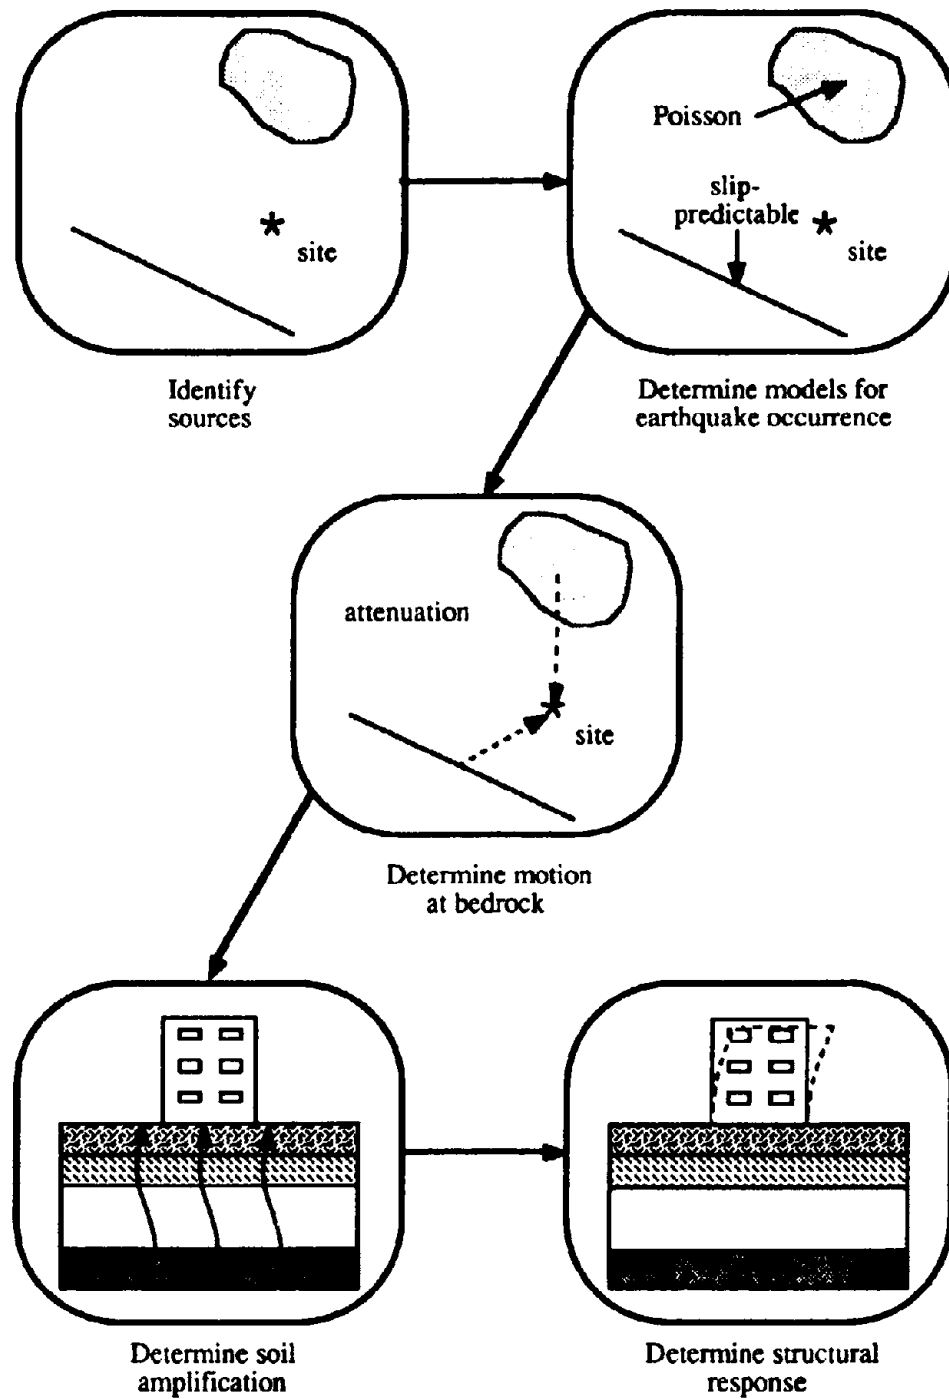 site
Identify
sources
Poisson
slip-
predictable
site
Determine models for
earthquake occurrence
attenuation
site
Determine motion
at bedrock
Determine soil
amplification
Determine structural
response